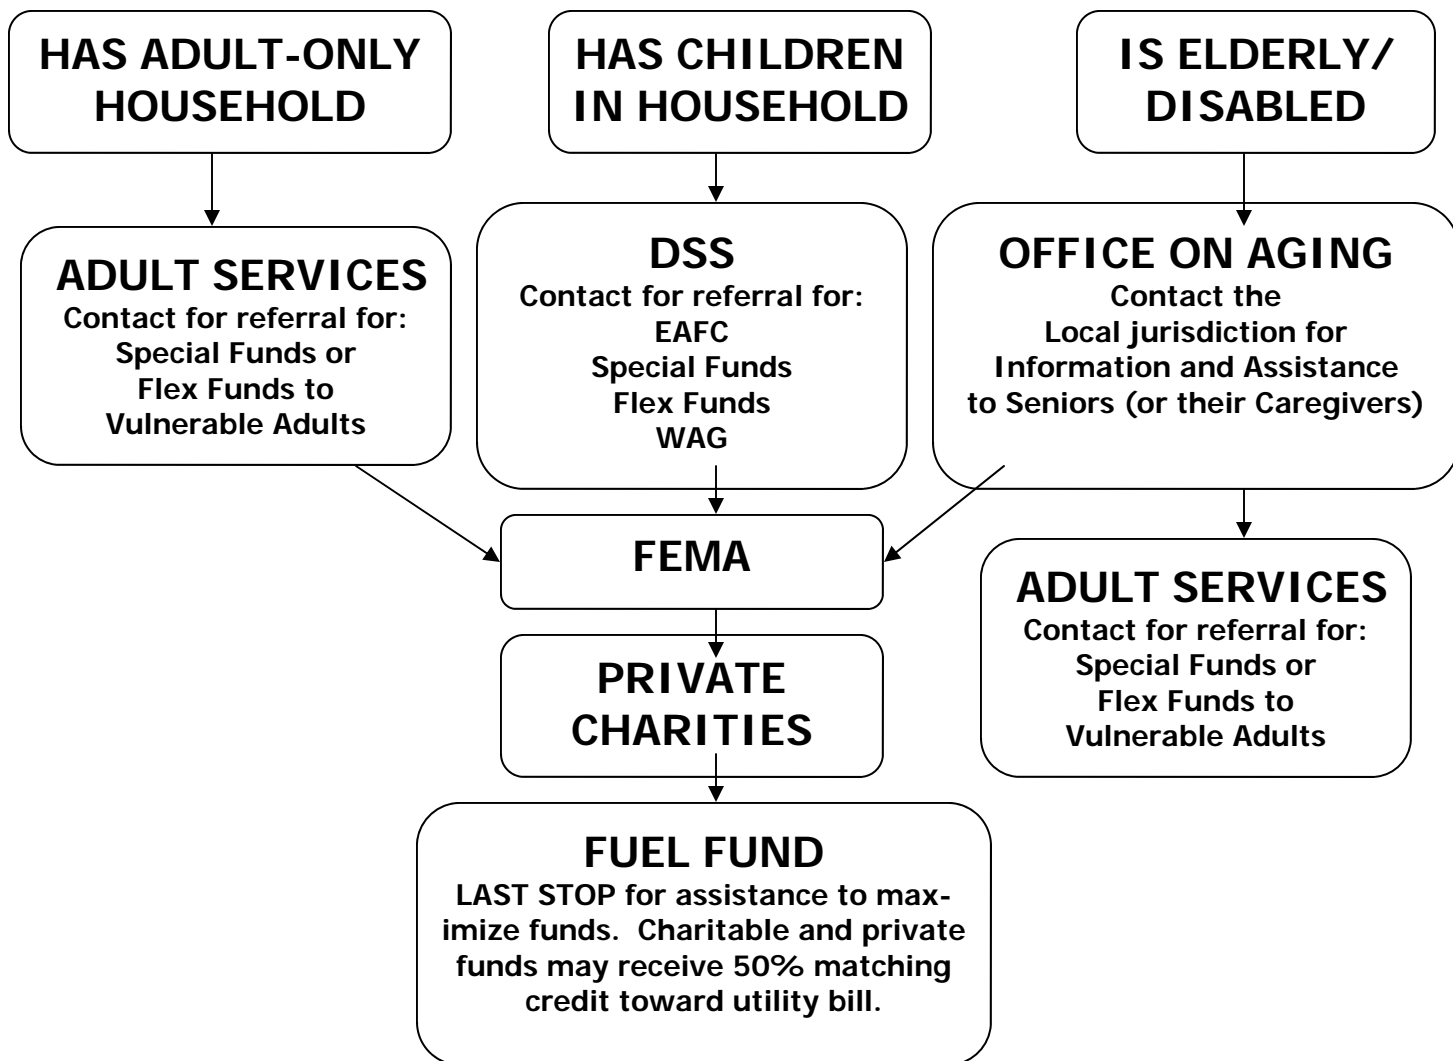 HAS ADULT-ONLY
HOUSEHOLD
HAS CHILDREN
IN HOUSEHOLD
IS ELDERLY/
DISABLED
ADULT SERVICES
Contact for referral for:
Special Funds or
Flex Funds to
Vulnerable Adults
DSS
Contact for referral for:
EAFC
Special Funds
Flex Funds
WAG
OFFICE ON AGING
Contact the
Local jurisdiction for
Information and Assistance
to Seniors (or their Caregivers)
FEMA
ADULT SERVICES
Contact for referral for:
Special Funds or
Flex Funds to
Vulnerable Adults
PRIVATE
CHARITIES
FUEL FUND
LAST STOP for assistance to max-
imize funds.  Charitable and private
funds may receive 50% matching
credit toward utility bill.